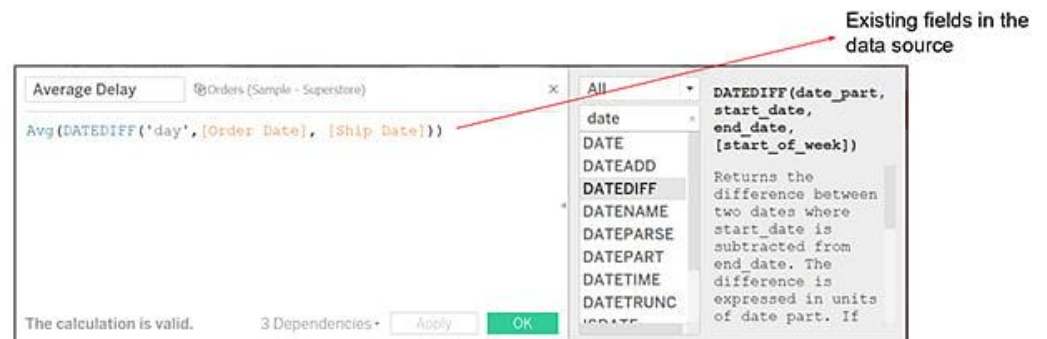 Existing fields in the
data source
Average Delay
Orders (Sample - Superstore)
Avg(DATEDIFF('day',[Order Date], [Ship Date]))
The calculation is valid.
3 Dependencies
Apply
OK
All
date
DATE
DATEADD
DATEDIFF
DATENAME
DATEPARSE
DATEPART
DATETIME
DATETRUNC
ISDATE
DATEDIFF(date_part,
start_date,
end_date,
[start_of_week])
Returns the
difference between
two dates where
start_date is
subtracted from
end_date. The
difference is
expressed in units
of date part. If